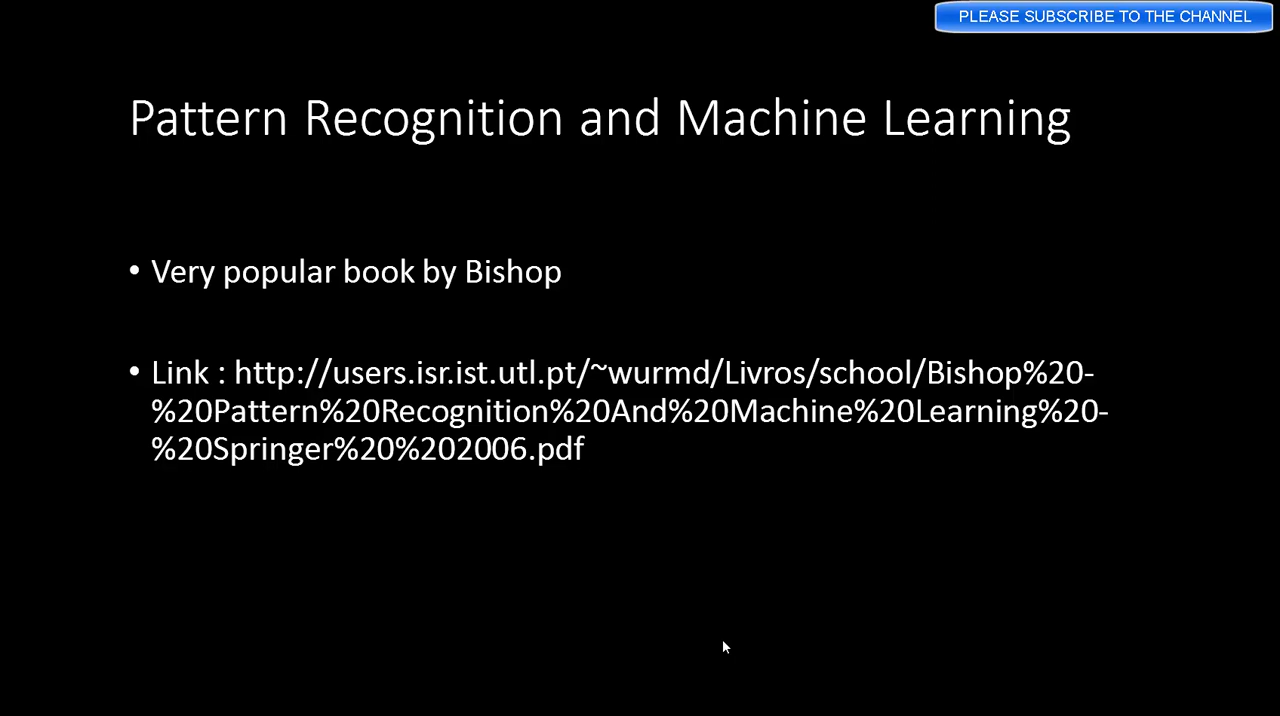 PLEASE SUBSCRIBE TO THE CHANNEL
Pattern Recognition and Machine Learning
• Very popular book by Bishop
• Link : http://users.isr.ist.utl.pt/~wurmd/Livros/school/Bishop%20-
%20Pattern%20Recognition%20And%20Machine%20Learning%20-
%20Springer%20%202006.pdf